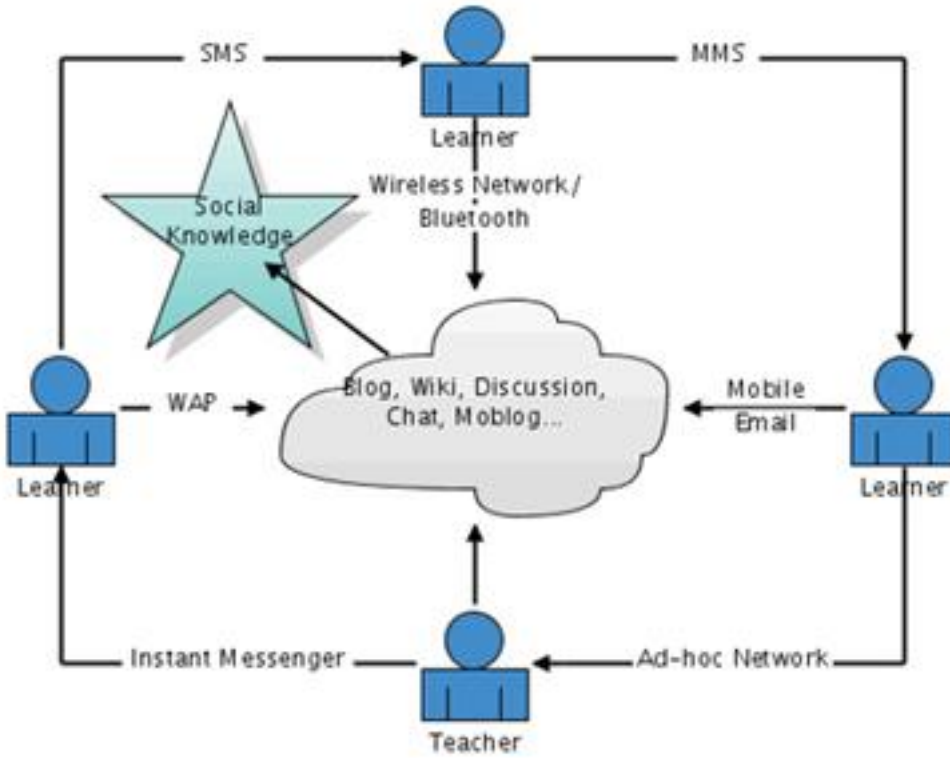 SMS
MMS
Learner
Wireless Network/
Bluetooth
Social
Knowledge
Blog, Wiki, Discussion,
Chat, Moblog...
WAP
Mobile
Email
Learner
Learner
Instant Messenger
Ad-hoc Network
Teacher